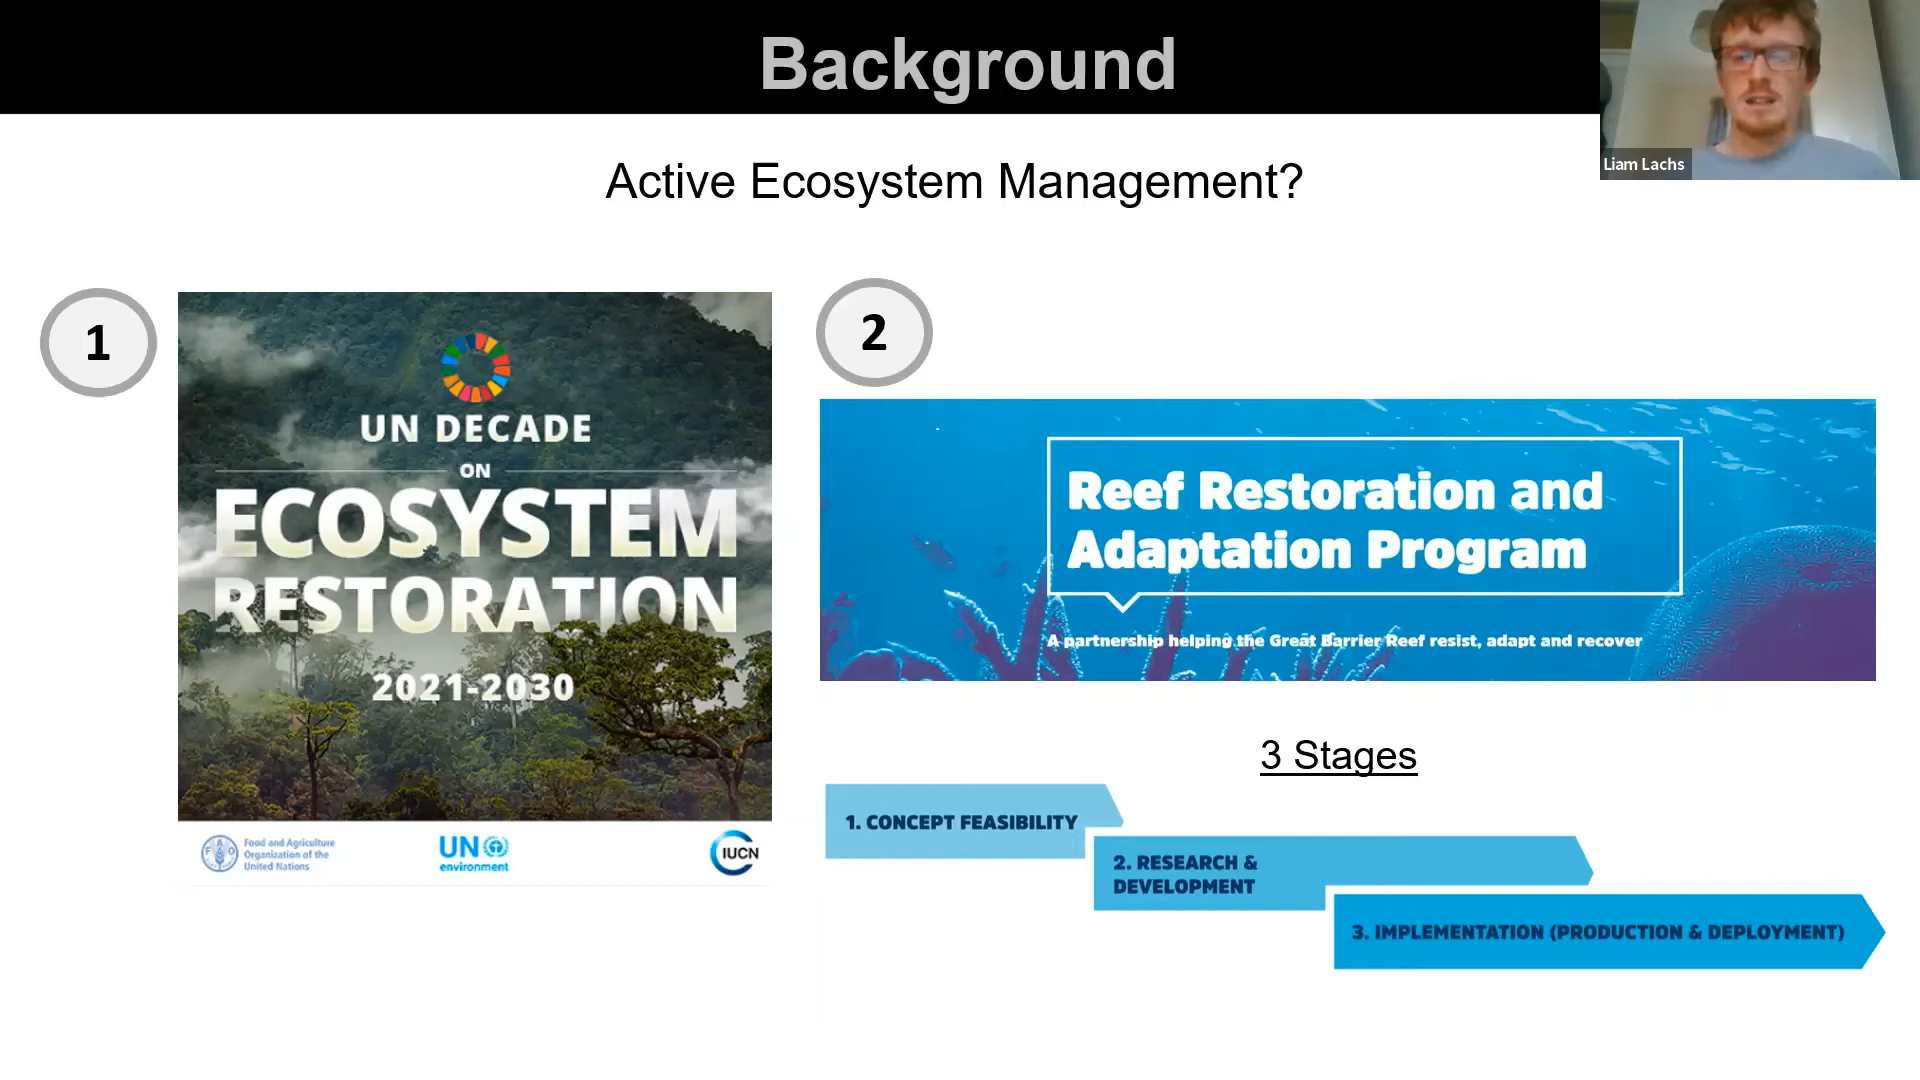 Background
Liam Lachs
Active Ecosystem Management?
1
UN DECADE
ON
ECOSYSTEM
RESTORATION
2021-2030
FAO
Food and Agriculture
Organization of the
United Nations
UN
environment
IUCN
2
Reef Restoration and
Adaptation Program
A partnership helping the Great Barrier Reef resist, adapt and recover
3 Stages
1. CONCEPT FEASIBILITY
2. RESEARCH &
DEVELOPMENT
3. IMPLEMENTATION (PRODUCTION & DEPLOYMENT)